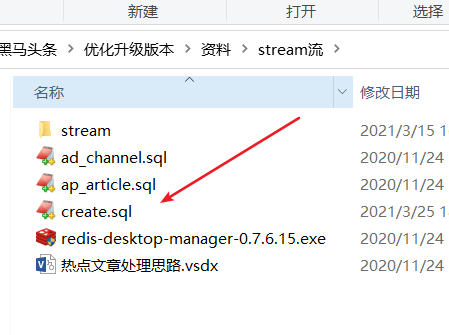 新建 打开 选择
黑马头条 > 优化升级版本 > 资料 > stream流 >
名称 修改日期
stream 2021/3/15 1
ad_channel.sql 2020/11/24
ap_article.sql 2020/11/24
create.sql 2021/3/25 1
redis-desktop-manager-0.7.6.15.exe 2020/11/24
热点文章处理思路.vsdx 2020/11/24